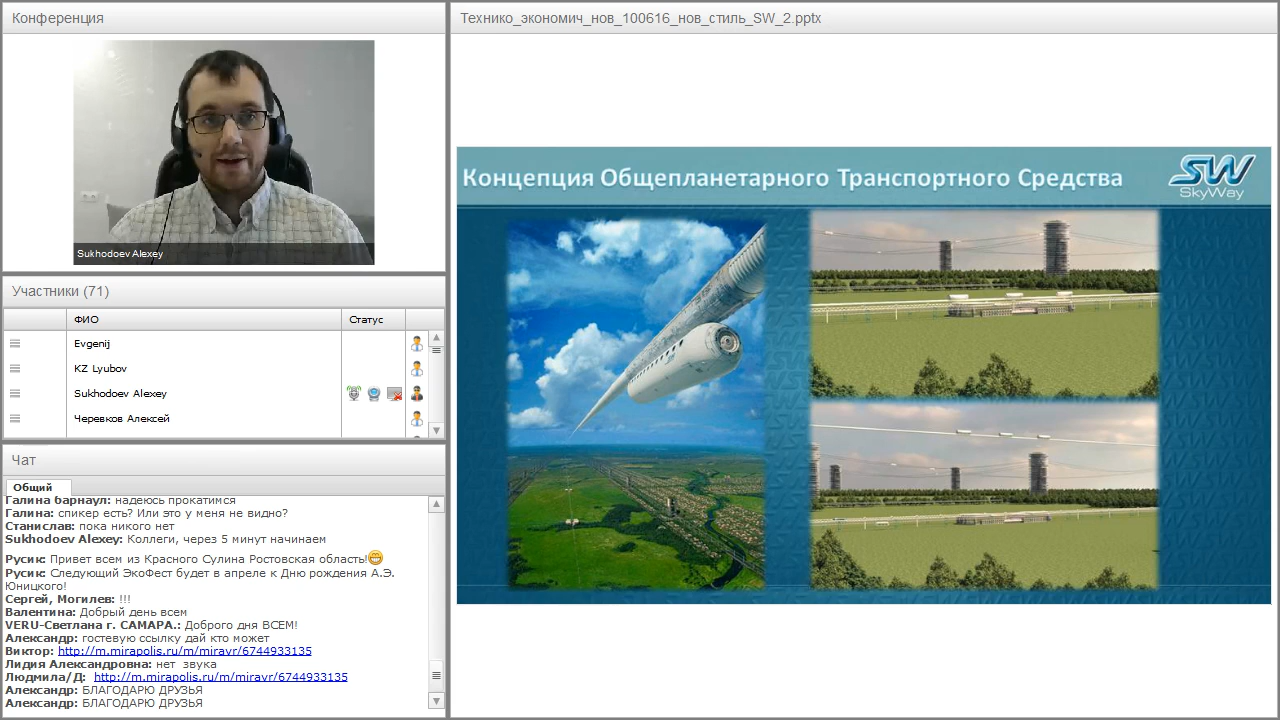 Конференция
Sukhodoev Alexey
Участники (71)
ФИО
Статус
Evgenij
KZ Lyubov
Sukhodoev Alexey
Черевков Алексей
Чат
Общий
Галина барнаул: надеюсь прокатимся
Галина: спикер есть? Или это у меня не видно?
Станислав: пока никого нет
Sukhodoev Alexey: Коллеги, через 5 минут начинаем
Русик: Привет всем из Красного Сулина Ростовская область!
Русик: Следующий ЭкоФест будет в апреле к Дню рождения А.Э.
Юницкого!
Сергей, Могилев: !!!
Валентина: Добрый день всем
VERU-Светлана г. САМАРА.: Доброго дня ВСЕМ!
Александр: гостевую ссылку дай кто может
Виктор: http://m.mirapolis.ru/m/miravr/6744933135
Лидия Александровна: нет  звука
Людмила/Д:  http://m.mirapolis.ru/m/miravr/6744933135
Александр: БЛАГОДАРЮ ДРУЗЬЯ
Александр: БЛАГОДАРЮ ДРУЗЬЯ
Технико_экономич_нов_100616_нов_стиль_SW_2.pptx
Концепция Общепланетарного Транспортного Средства
SW
SkyWay